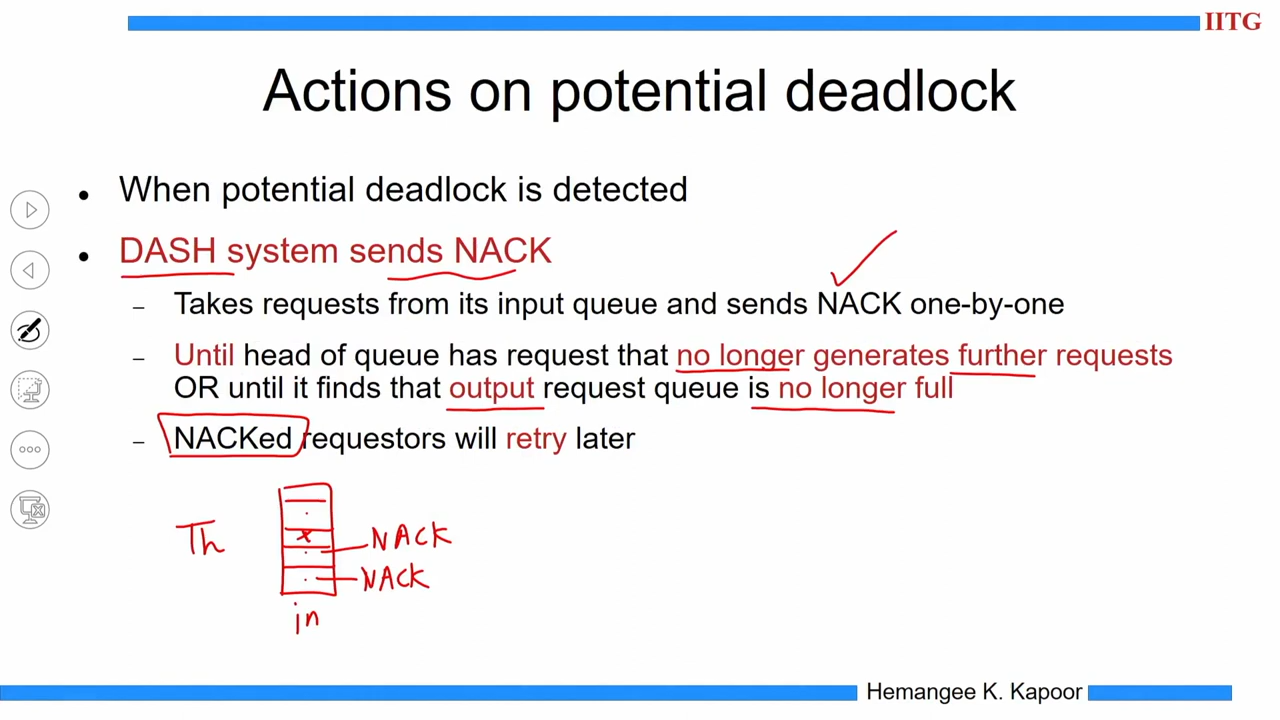 IITG
Actions on potential deadlock
• When potential deadlock is detected
• DASH system sends NACK
– Takes requests from its input queue and sends NACK one-by-one
– Until head of queue has request that no longer generates further requests
OR until it finds that output request queue is no longer full
– NACKed requestors will retry later
Th
x NACK
NACK
in
Hemangee K. Kapoor